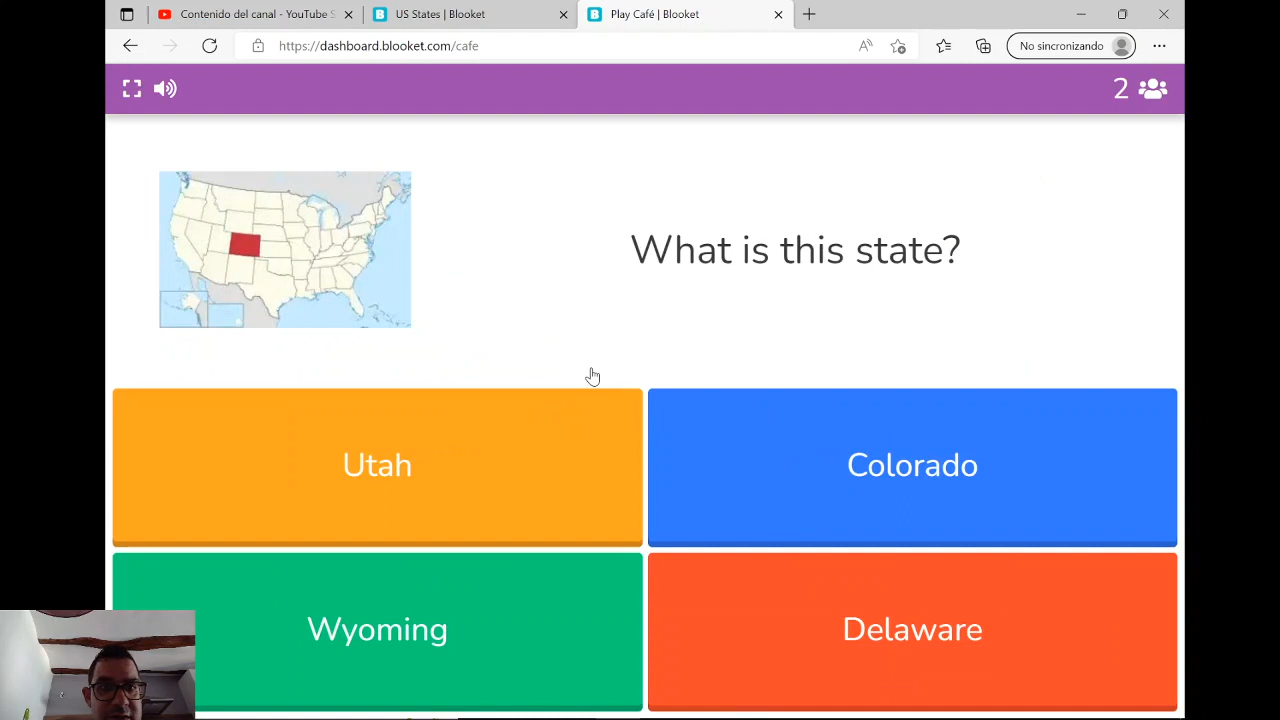 Contenido del canal - YouTube S
US States | Blooket
Play Café | Blooket
https://dashboard.blooket.com/cafe
No sincronizando
2
What is this state?
Utah
Colorado
Wyoming
Delaware